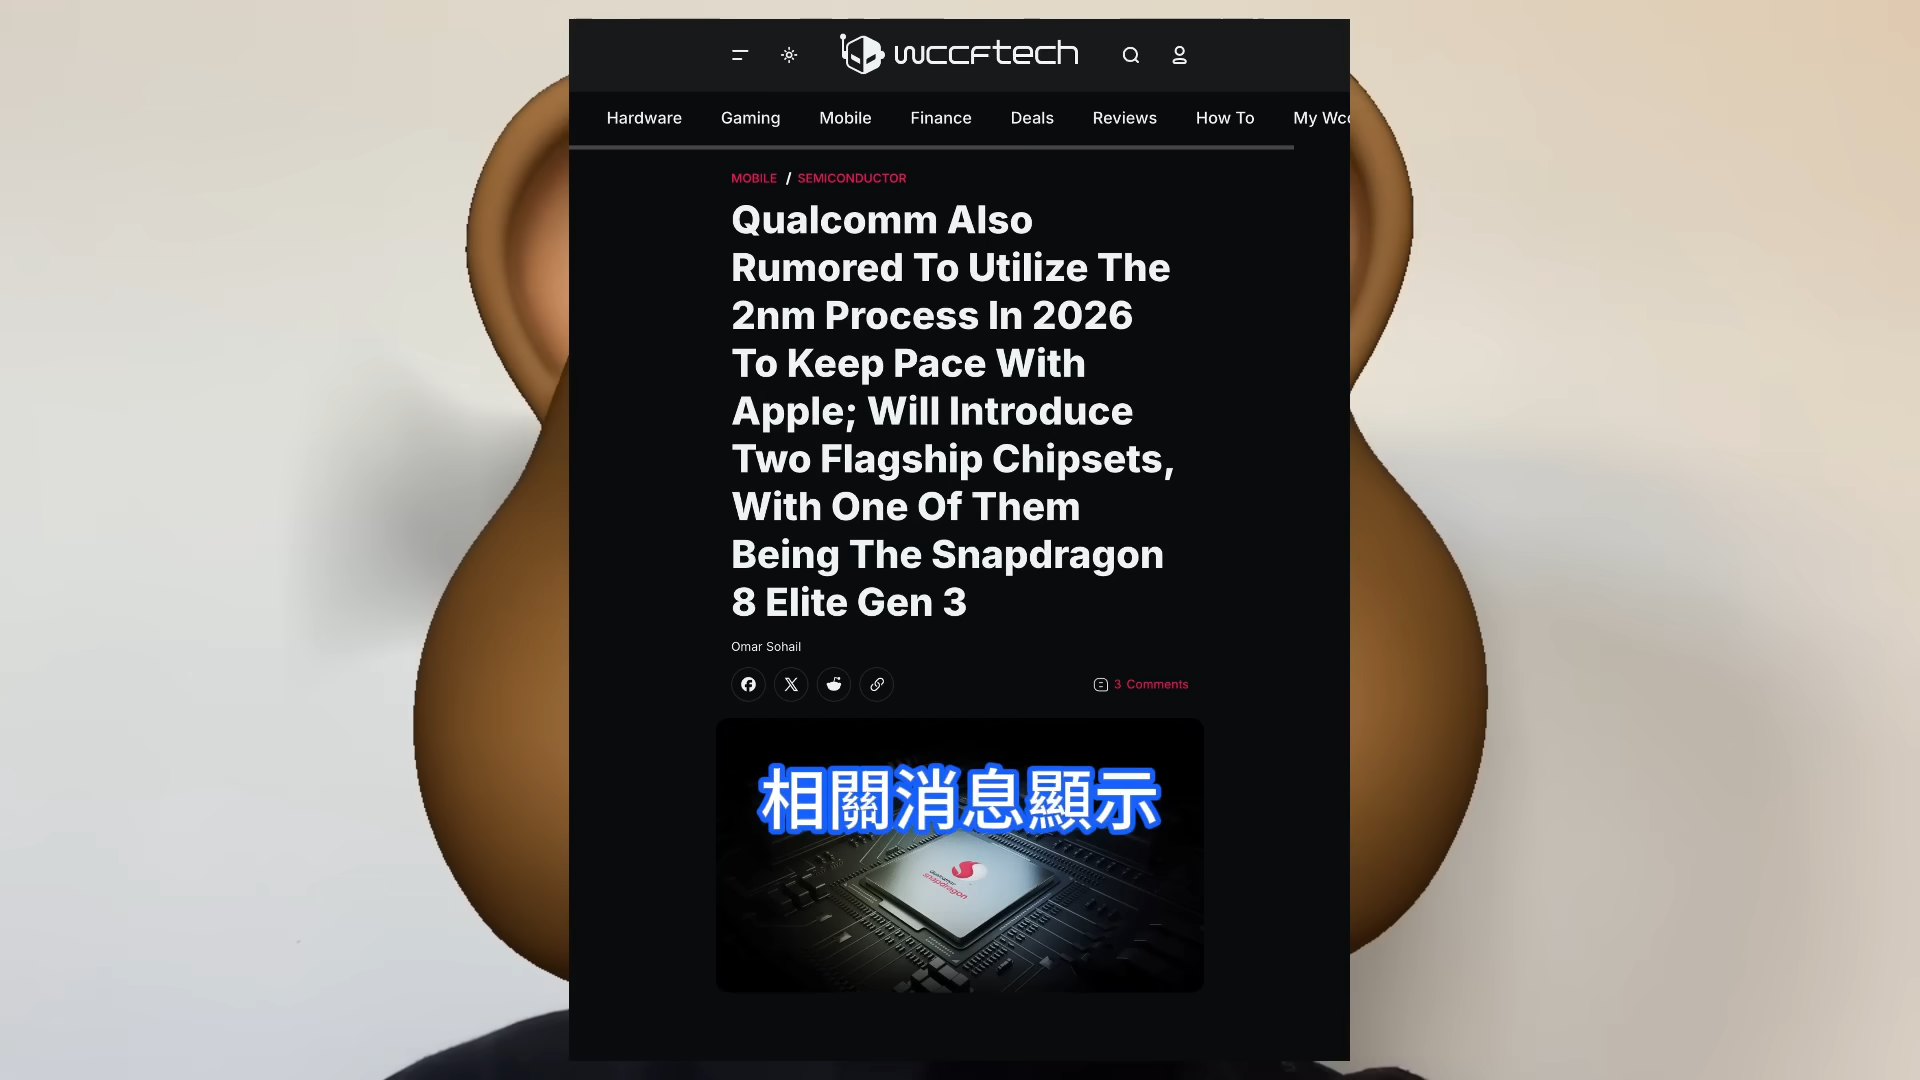 wccftech
Hardware Gaming Mobile Finance Deals Reviews How To My Wcc
MOBILE / SEMICONDUCTOR
Qualcomm Also
Rumored To Utilize The
2nm Process In 2026
To Keep Pace With
Apple; Will Introduce
Two Flagship Chipsets,
With One Of Them
Being The Snapdragon
8 Elite Gen 3
Omar Sohail
3 Comments
相關消息顯示
Qualcomm
snapdragon